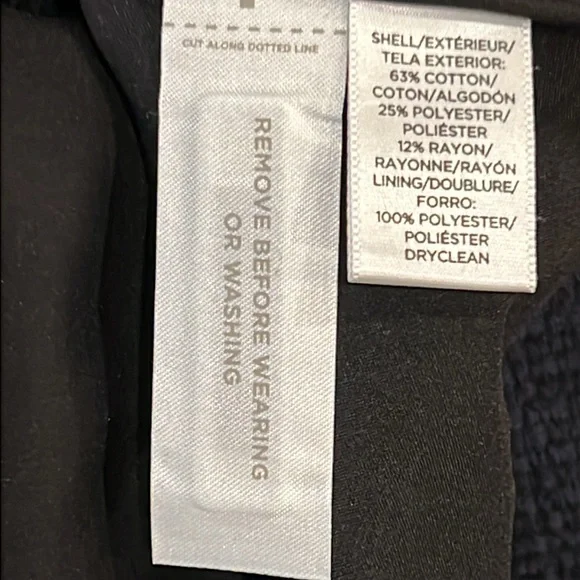 CUT ALONG DOTTED LINE
REMOVE BEFORE WEARING
OR WASHING
SHELL/EXTÉRIEUR/
TELA EXTERIOR:
63% COTTON/
COTON/ALGODÓN
25% POLYESTER/
POLIÉSTER
12% RAYON/
RAYONNE/RAYÓN
LINING/DOUBLURE/
FORRO:
100% POLYESTER/
POLIÉSTER
DRYCLEAN